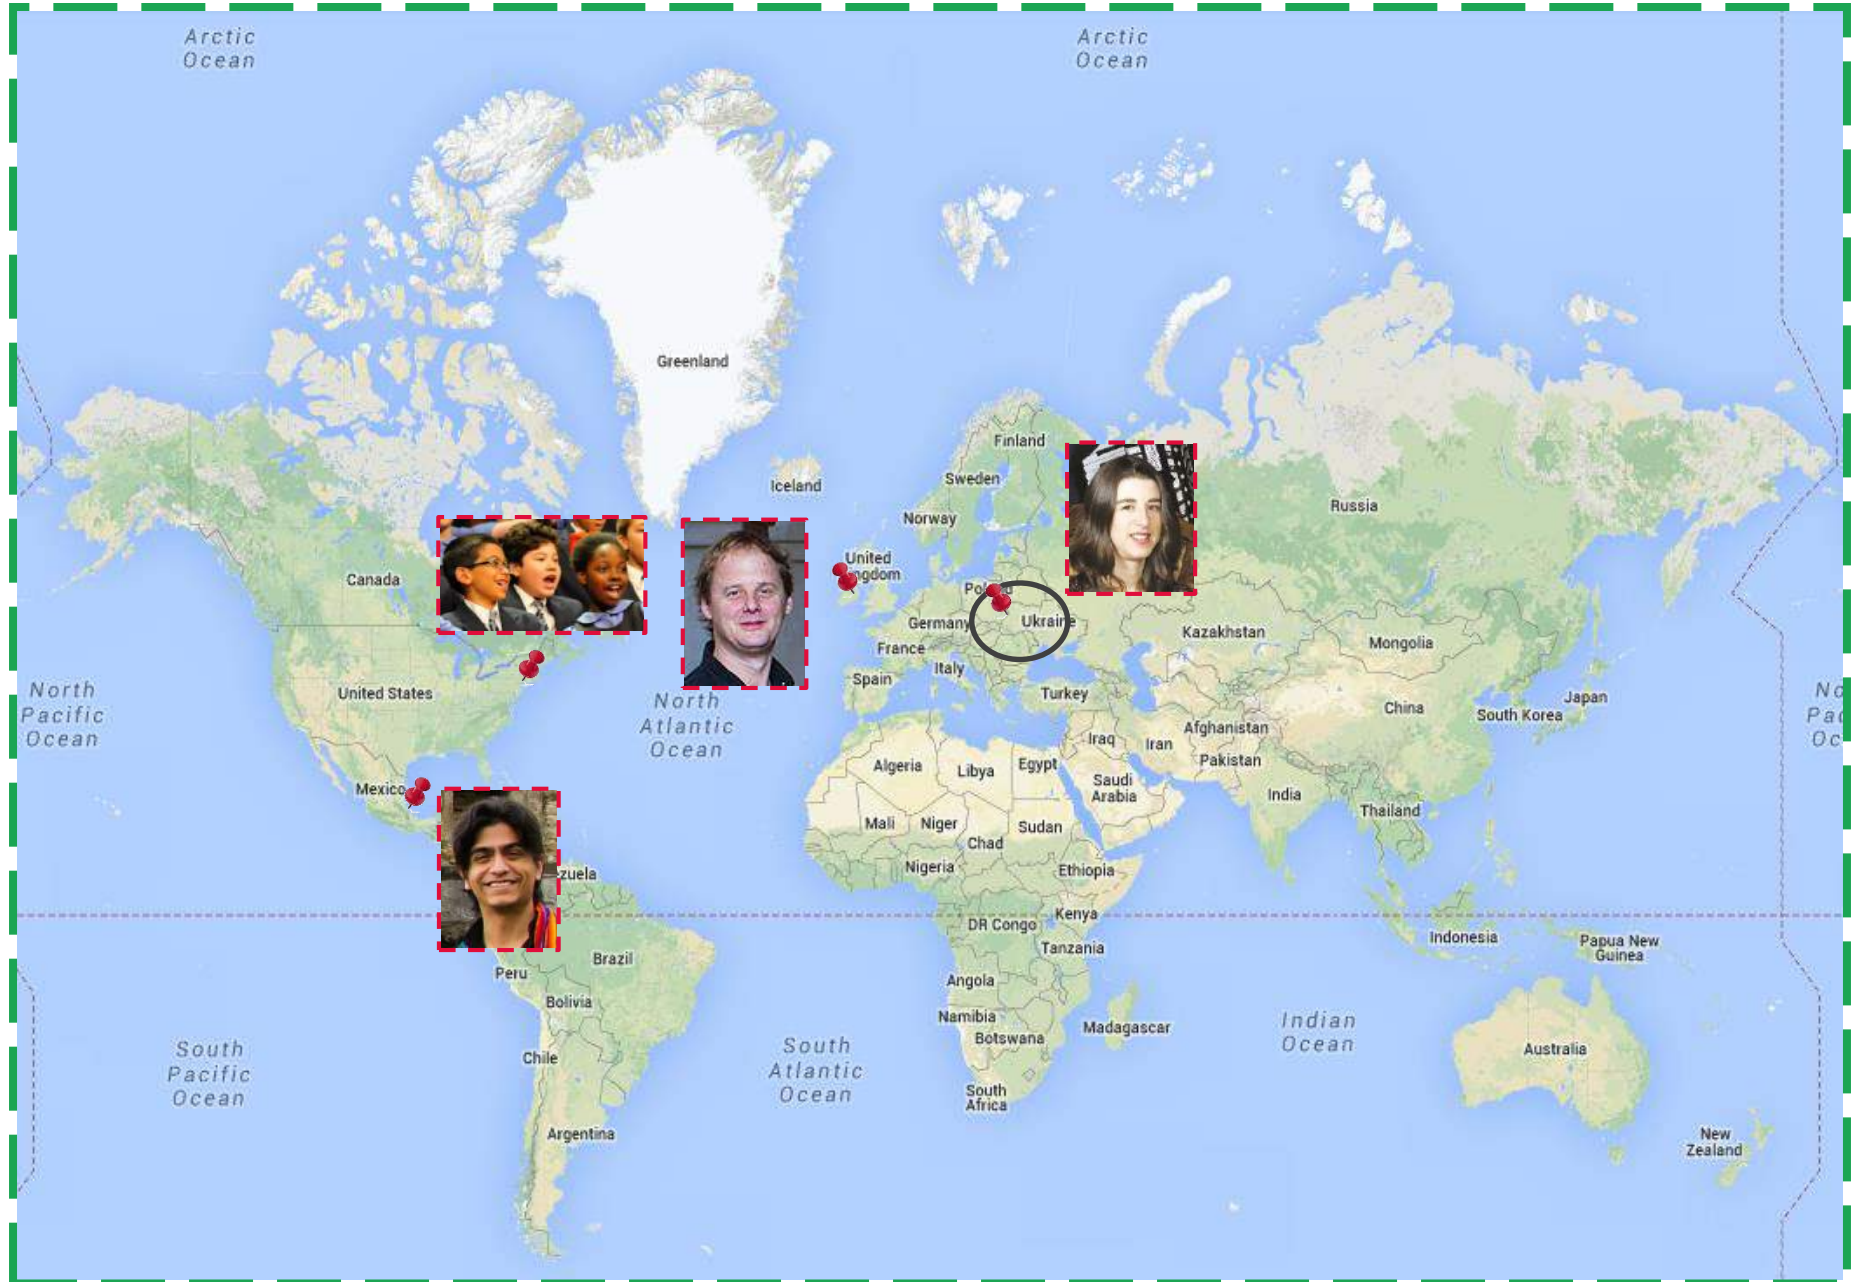 Arctic
Ocean
Arctic
Ocean
Greenland
Finland
Iceland
Sweden
Russia
Norway
United
ngdom
Canada
Po
d
Germany
Ukraine
Kazakhstan
Mongolia
France
Italy
Spain
United States
Turkey
North
Pacific
Ocean
North
Atlantic
Ocean
Japan
China
South Korea
No
Pac
Oc
Afghanistan
Iraq
Iran
Pakistan
Algeria
Libya
Egypt
Saudi
Arabia
Mexico
India
Thailand
Mali
Niger
Sudan
Chad
Nigeria
Ethiopia
zuela
Kenya
DR Congo
Tanzania
Indonesia
Papua New
Guinea
Brazil
Peru
Angola
Bolivia
Namibia
Botswana
Madagascar
Indian
Ocean
Australia
South
Pacific
Ocean
Chile
South
Atlantic
Ocean
South
Africa
Argentina
New
Zealand